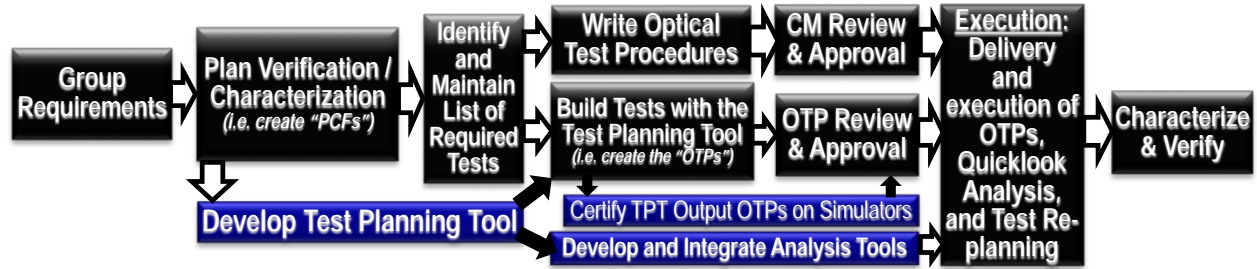 Group
Requirements
Plan Verification /
Characterization
(i.e. create "PCFs")
Identify
and
Maintain
List of
Required
Tests
Write Optical
Test Procedures
CM Review
& Approval
Build Tests with the
Test Planning Tool
(i.e. create the "OTPs")
OTP Review
& Approval
Develop Test Planning Tool
Certify TPT Output OTPs on Simulators
Develop and Integrate Analysis Tools
Execution:
Delivery
and
execution of
OTPs,
Quicklook
Analysis,
and Test Re-
planning
Characterize
& Verify